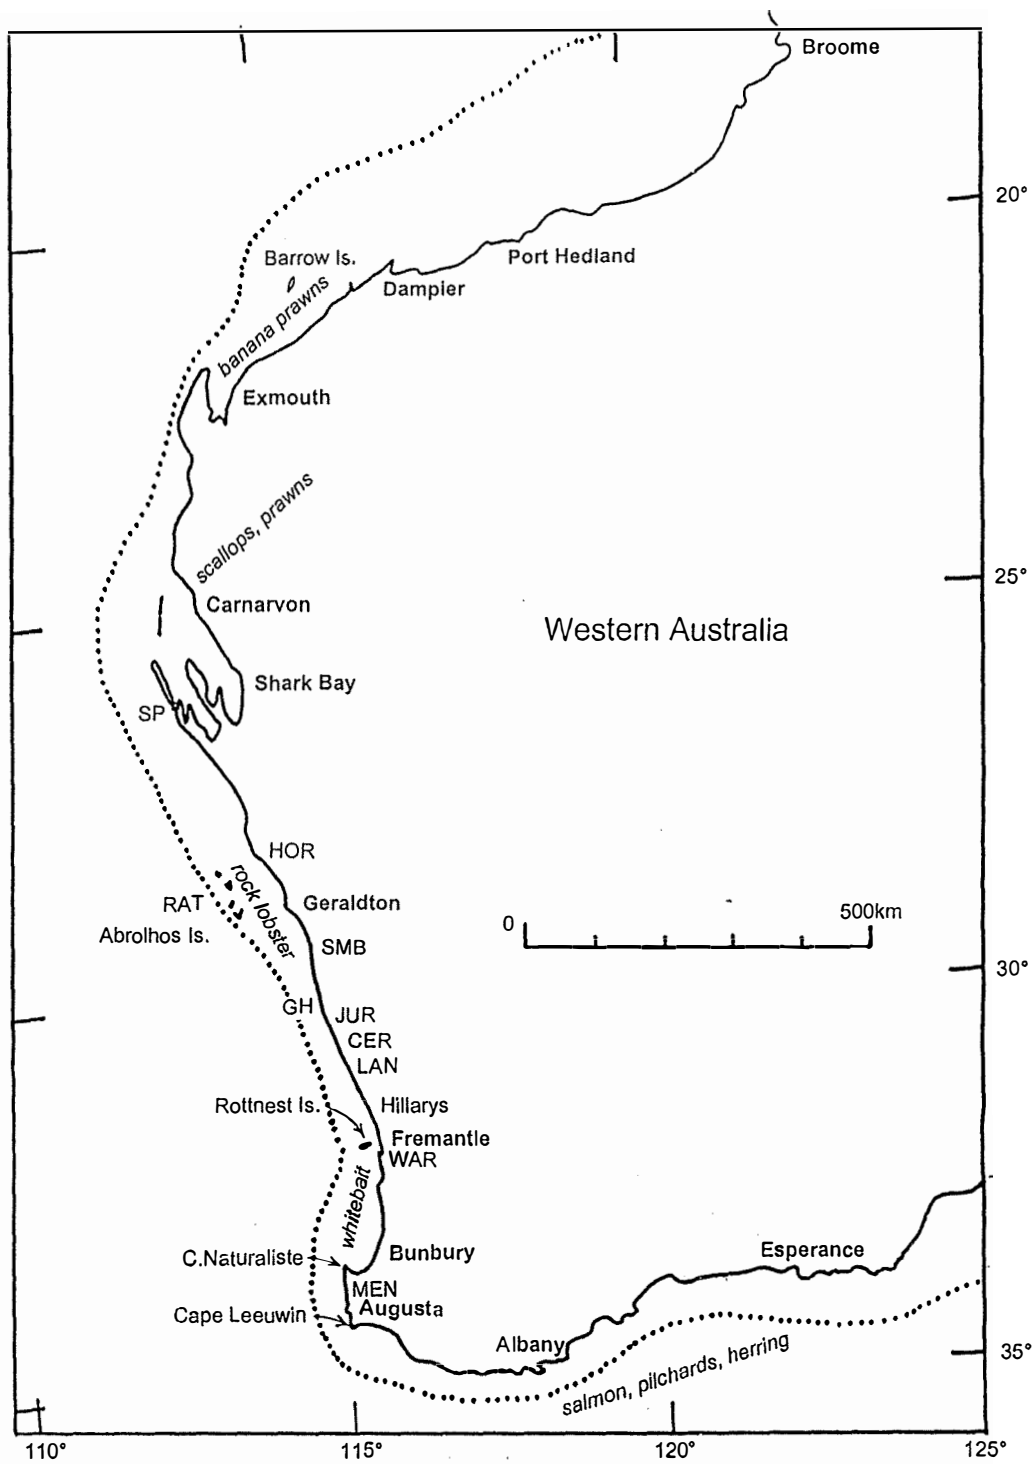 Broome
20°
Barrow Is.
Port Hedland
Dampier
banana prawns
Exmouth
scallops, prawns
25°
Carnarvon
Western Australia
Shark Bay
SP
HOR
rock lobster
RAT
Geraldton
0
500km
Abrolhos Is.
SMB
30°
GH
JUR
CER
LAN
Rottnest Is.
Hillarys
Fremantle
WAR
whitebait
C.Naturaliste
Bunbury
Esperance
MEN
Augusta
Cape Leeuwin
Albany
35°
salmon, pilchards, herring
110°
115°
120°
125°